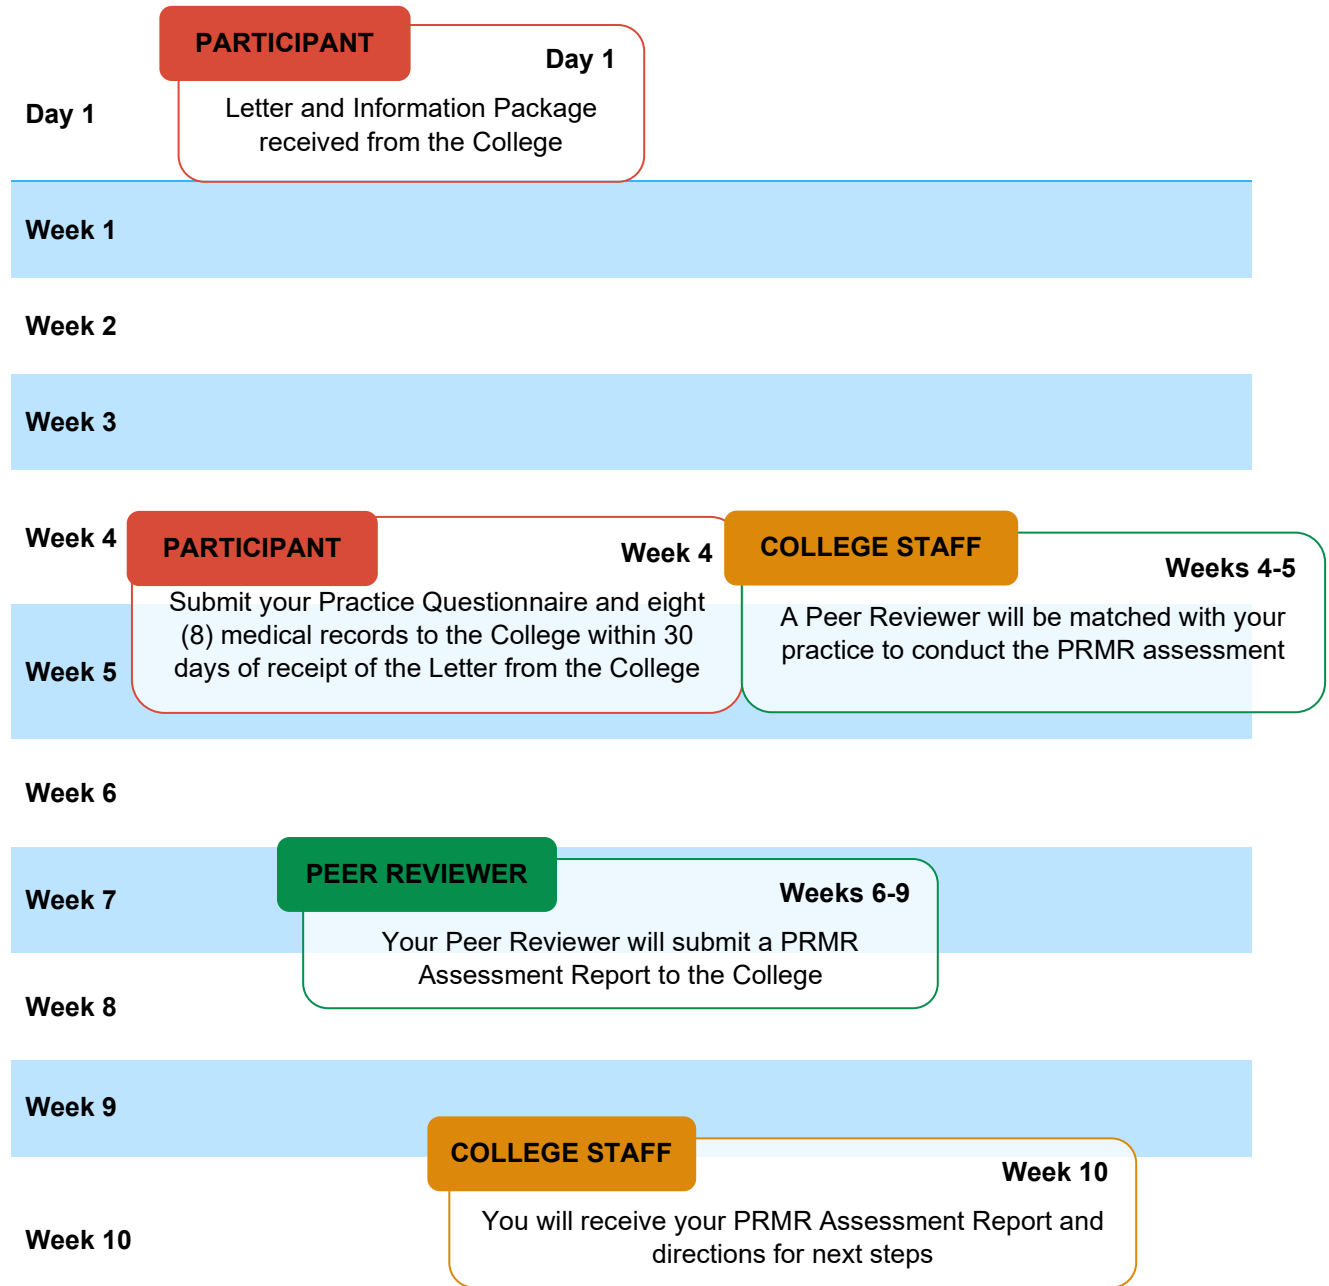 PARTICIPANT
Day 1
Day 1
Letter and Information Package
received from the College
Week 1
Week 2
Week 3
Week 4
PARTICIPANT
Week 4
Submit your Practice Questionnaire and eight
(8) medical records to the College within 30
days of receipt of the Letter from the College
COLLEGE STAFF
Weeks 4-5
A Peer Reviewer will be matched with your
practice to conduct the PRMR assessment
Week 5
Week 6
PEER REVIEWER
Weeks 6-9
Week 7
Your Peer Reviewer will submit a PRMR
Assessment Report to the College
Week 8
Week 9
COLLEGE STAFF
Week 10
You will receive your PRMR Assessment Report and
directions for next steps
Week 10